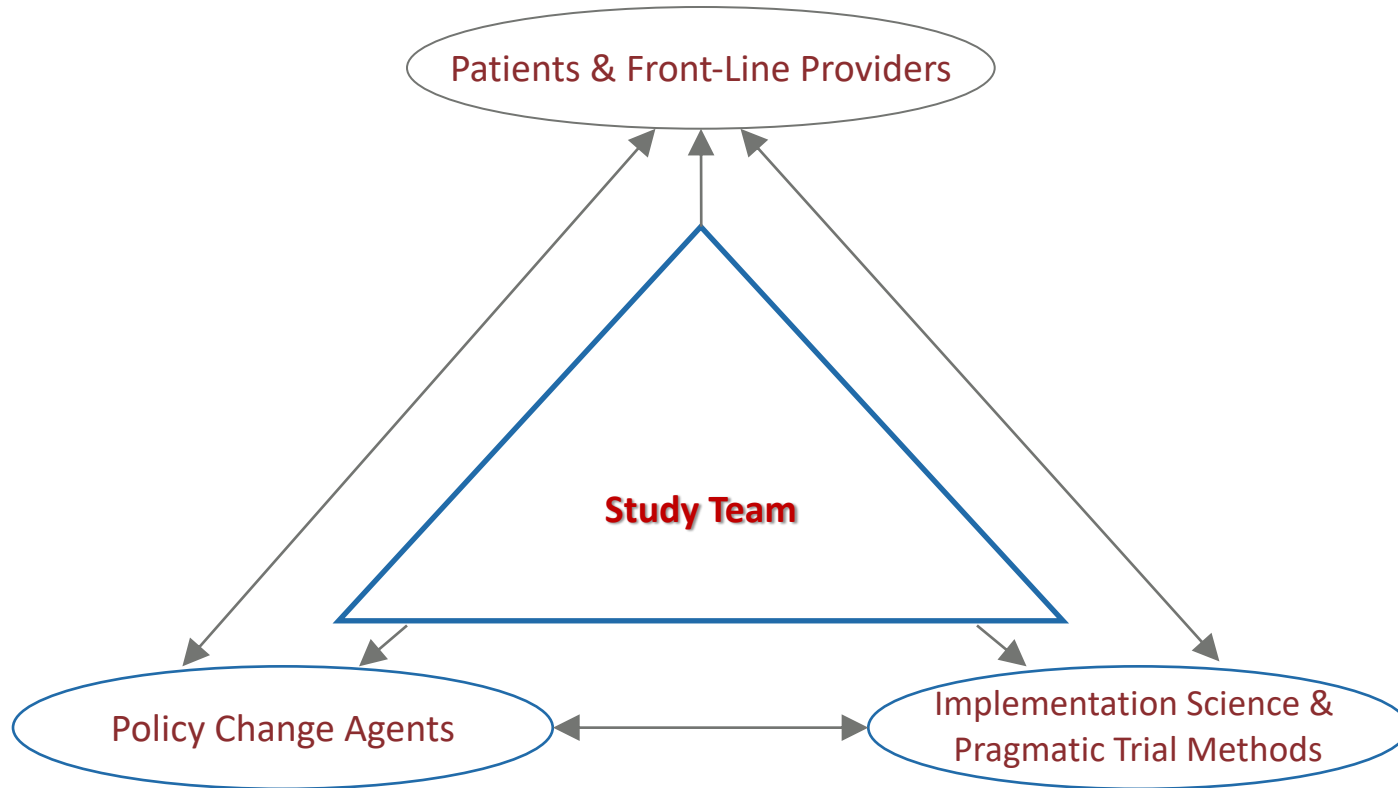 Patients & Front-Line Providers
Study Team
Policy Change Agents
Implementation Science &
Pragmatic Trial Methods